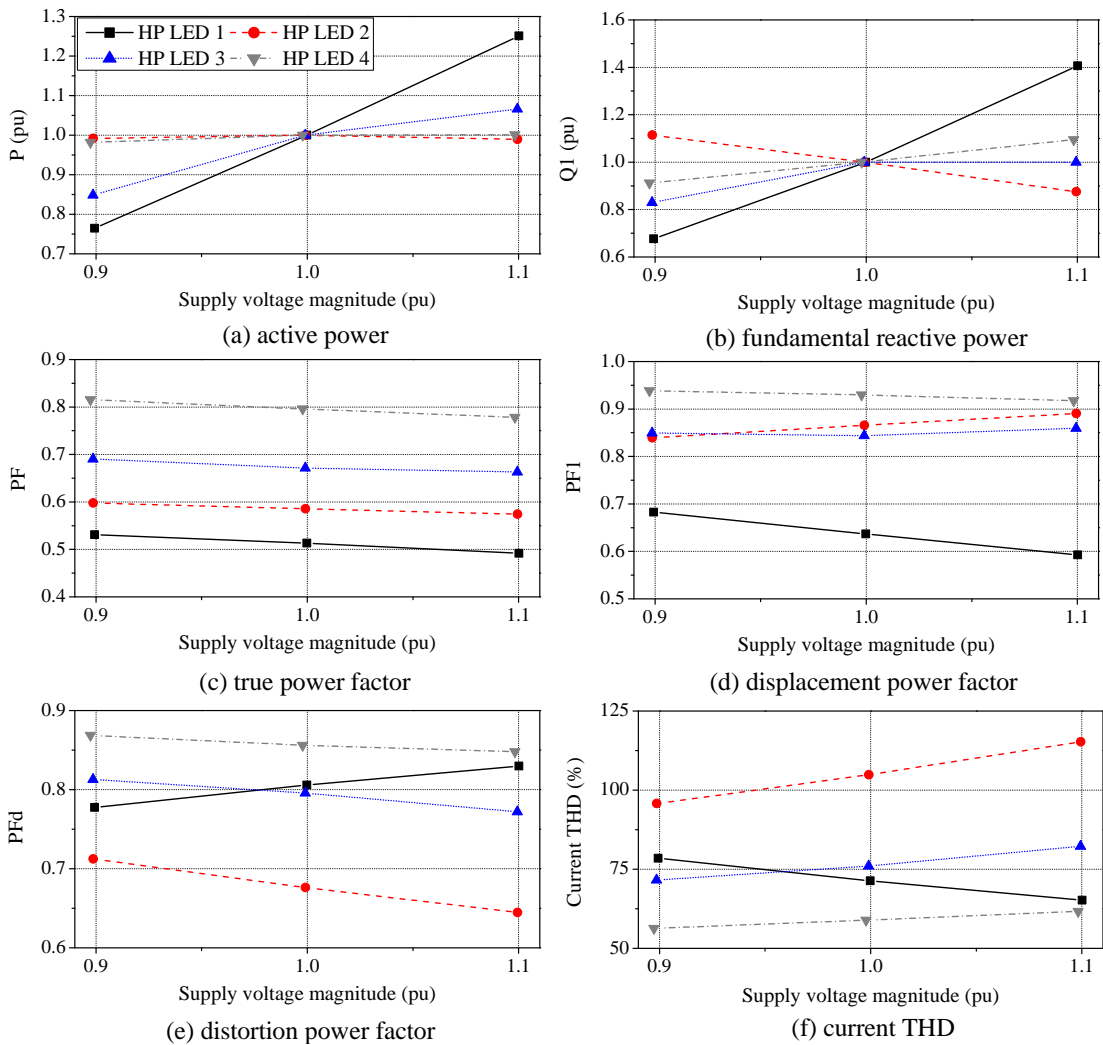 HP LED 1 HP LED 2
HP LED 3 HP LED 4
P (pu)
1.3
1.2
1.1
1.0
0.9
0.8
0.7
0.9 1.0 1.1
Supply voltage magnitude (pu)
(a) active power
Q1 (pu)
1.6
1.4
1.2
1.0
0.8
0.6
0.9 1.0 1.1
Supply voltage magnitude (pu)
(b) fundamental reactive power
PF
0.9
0.8
0.7
0.6
0.5
0.4
0.9 1.0 1.1
Supply voltage magnitude (pu)
(c) true power factor
PF1
1.0
0.9
0.8
0.7
0.6
0.5
0.9 1.0 1.1
Supply voltage magnitude (pu)
(d) displacement power factor
PFd
0.9
0.8
0.7
0.6
0.9 1.0 1.1
Supply voltage magnitude (pu)
(e) distortion power factor
Current THD (%)
125
100
75
50
0.9 1.0 1.1
Supply voltage magnitude (pu)
(f) current THD